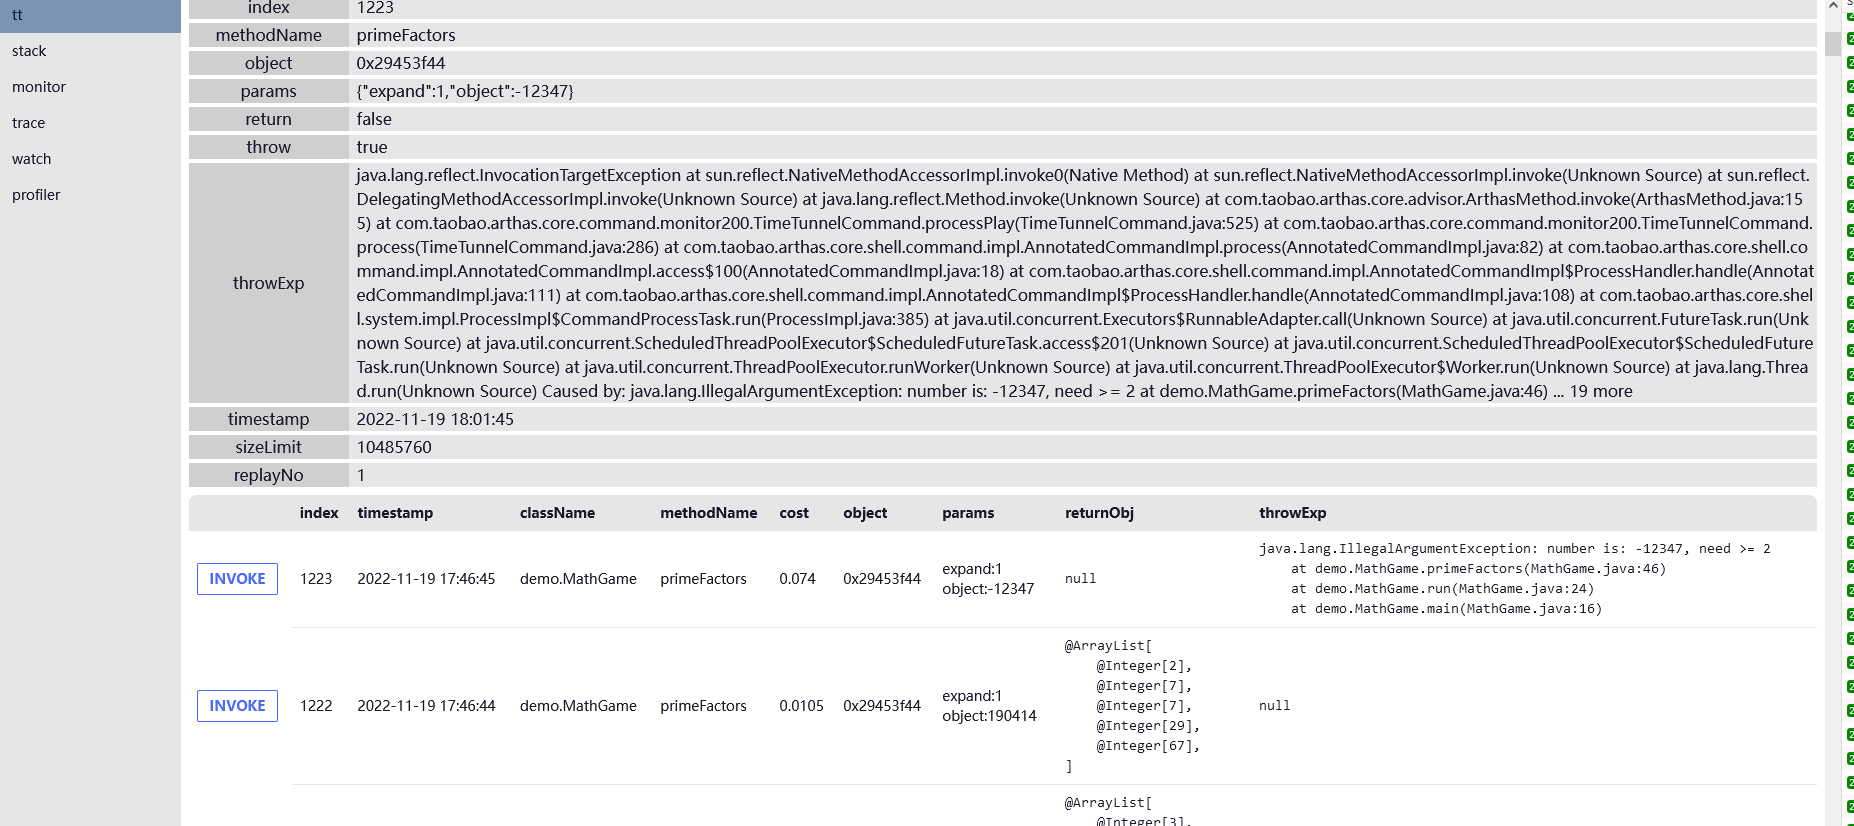 tt
stack
monitor
trace
watch
profiler
index 1223
methodName primeFactors
object 0x29453f44
params {"expand":1,"object":-12347}
return false
throw true
throwExp
java.lang.reflect.InvocationTargetException at sun.reflect.NativeMethodAccessorImpl.invoke0(Native Method) at sun.reflect.NativeMethodAccessorImpl.invoke(Unknown Source) at sun.reflect.
DelegatingMethodAccessorImpl.invoke(Unknown Source) at java.lang.reflect.Method.invoke(Unknown Source) at com.taobao.arthas.core.advisor.ArthasMethod.invoke(ArthasMethod.java:15
5) at com.taobao.arthas.core.command.monitor200.TimeTunnelCommand.processPlay(TimeTunnelCommand.java:525) at com.taobao.arthas.core.command.monitor200.TimeTunnelCommand.
process(TimeTunnelCommand.java:286) at com.taobao.arthas.core.shell.command.impl.AnnotatedCommandImpl.process(AnnotatedCommandImpl.java:82) at com.taobao.arthas.core.shell.co
mmand.impl.AnnotatedCommandImpl.access$100(AnnotatedCommandImpl.java:18) at com.taobao.arthas.core.shell.command.impl.AnnotatedCommandImpl$ProcessHandler.handle(Annotat
edCommandImpl.java:111) at com.taobao.arthas.core.shell.command.impl.AnnotatedCommandImpl$ProcessHandler.handle(AnnotatedCommandImpl.java:108) at com.taobao.arthas.core.shel
l.system.impl.ProcessImpl$CommandProcessTask.run(ProcessImpl.java:385) at java.util.concurrent.Executors$RunnableAdapter.call(Unknown Source) at java.util.concurrent.FutureTask.run(Unk
nown Source) at java.util.concurrent.ScheduledThreadPoolExecutor$ScheduledFutureTask.access$201(Unknown Source) at java.util.concurrent.ScheduledThreadPoolExecutor$ScheduledFuture
Task.run(Unknown Source) at java.util.concurrent.ThreadPoolExecutor.runWorker(Unknown Source) at java.util.concurrent.ThreadPoolExecutor$Worker.run(Unknown Source) at java.lang.Threa
d.run(Unknown Source) Caused by: java.lang.IllegalArgumentException: number is: -12347, need >= 2 at demo.MathGame.primeFactors(MathGame.java:46) ... 19 more
timestamp 2022-11-19 18:01:45
sizeLimit 10485760
replayNo 1
index timestamp className methodName cost object params returnObj throwExp
INVOKE 1223 2022-11-19 17:46:45 demo.MathGame primeFactors 0.074 0x29453f44
expand:1
object:-12347
null
java.lang.IllegalArgumentException: number is: -12347, need >= 2
at demo.MathGame.primeFactors(MathGame.java:46)
at demo.MathGame.run(MathGame.java:24)
at demo.MathGame.main(MathGame.java:16)
INVOKE 1222 2022-11-19 17:46:44 demo.MathGame primeFactors 0.0105 0x29453f44
expand:1
object:190414
@ArrayList[
@Integer[2],
@Integer[7],
@Integer[7],
@Integer[29],
@Integer[67],
]
null
@ArrayList[
@Integer[3],